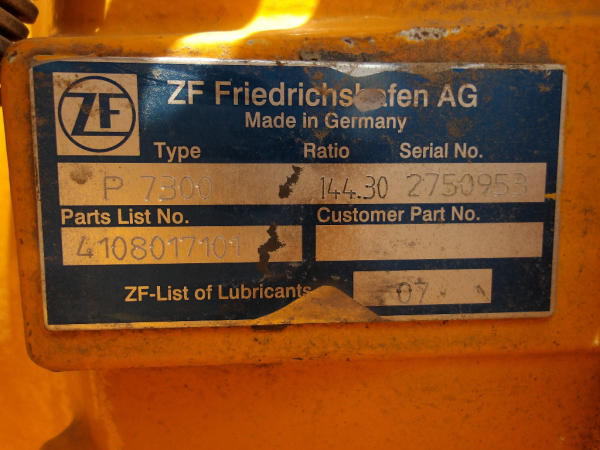 ZF
ZF Friedrichshafen AG
Made in Germany
Type Ratio Serial No.
P 7300 144.30 2750953
Parts List No. Customer Part No.
4108017101
ZF-List of Lubricants 07